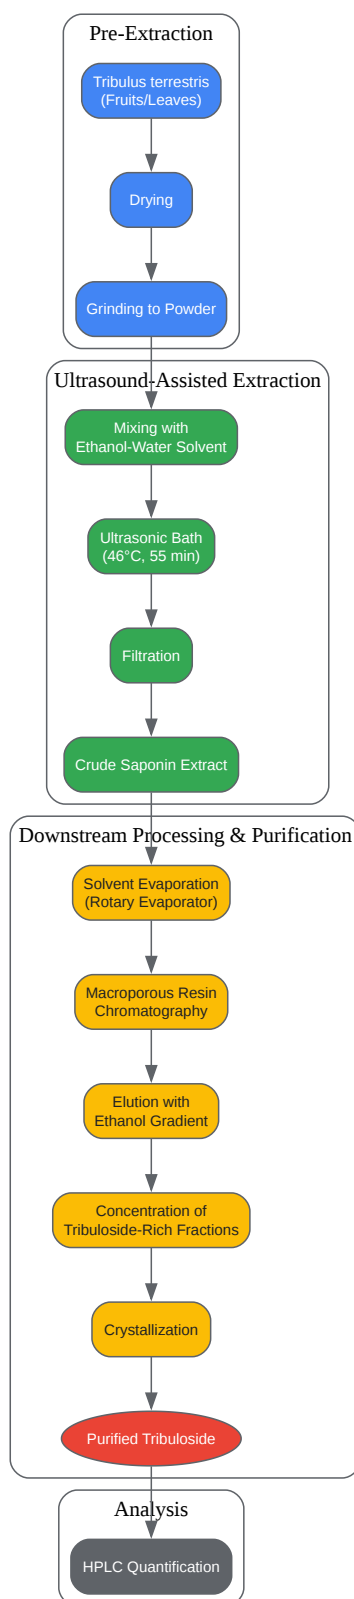 Pre-Extraction
Tribulus terrestris
(Fruits/Leaves)
Drying
Grinding to Powder
Ultrasound-Assisted Extraction
Mixing with
Ethanol-Water Solvent
Ultrasonic Bath
(46°C, 55 min)
Filtration
Crude Saponin Extract
Downstream Processing & Purification
Solvent Evaporation
(Rotary Evaporator)
Macroporous Resin
Chromatography
Elution with
Ethanol Gradient
Concentration of
Tribuloside-Rich Fractions
Crystallization
Purified Tribuloside
Analysis
HPLC Quantification